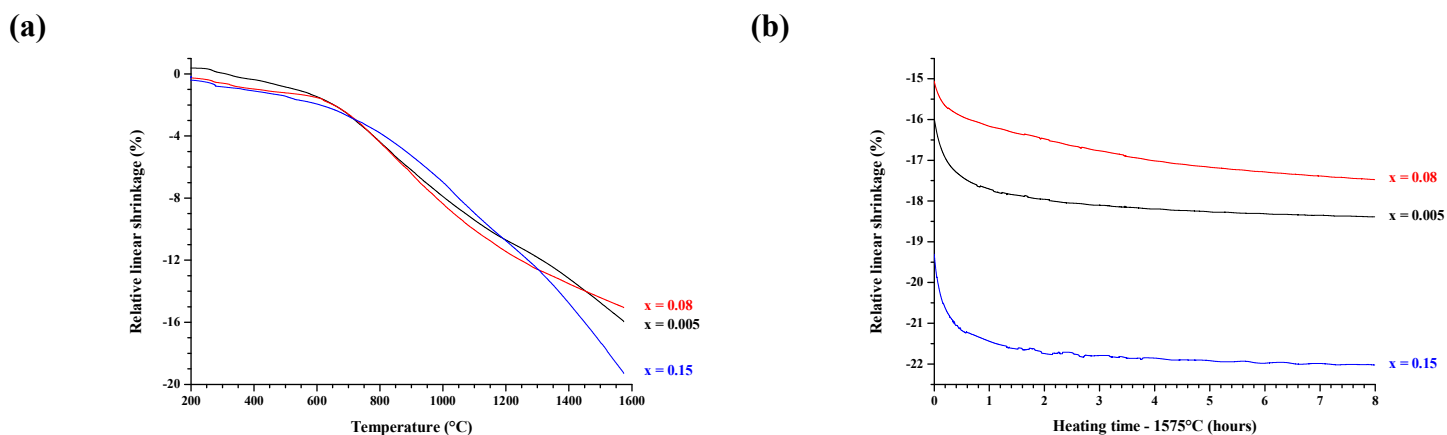 (a)
(b)
Relative linear shrinkage (%)
0
-4
-8
-12
-16
-20
200 400 600 800 1000 1200 1400 1600
Temperature (°C)
x = 0.08
x = 0.005
x = 0.15
Relative linear shrinkage (%)
-15
-16
-17
-18
-19
-20
-21
-22
0 1 2 3 4 5 6 7 8
Heating time - 1575°C (hours)
x = 0.08
x = 0.005
x = 0.15